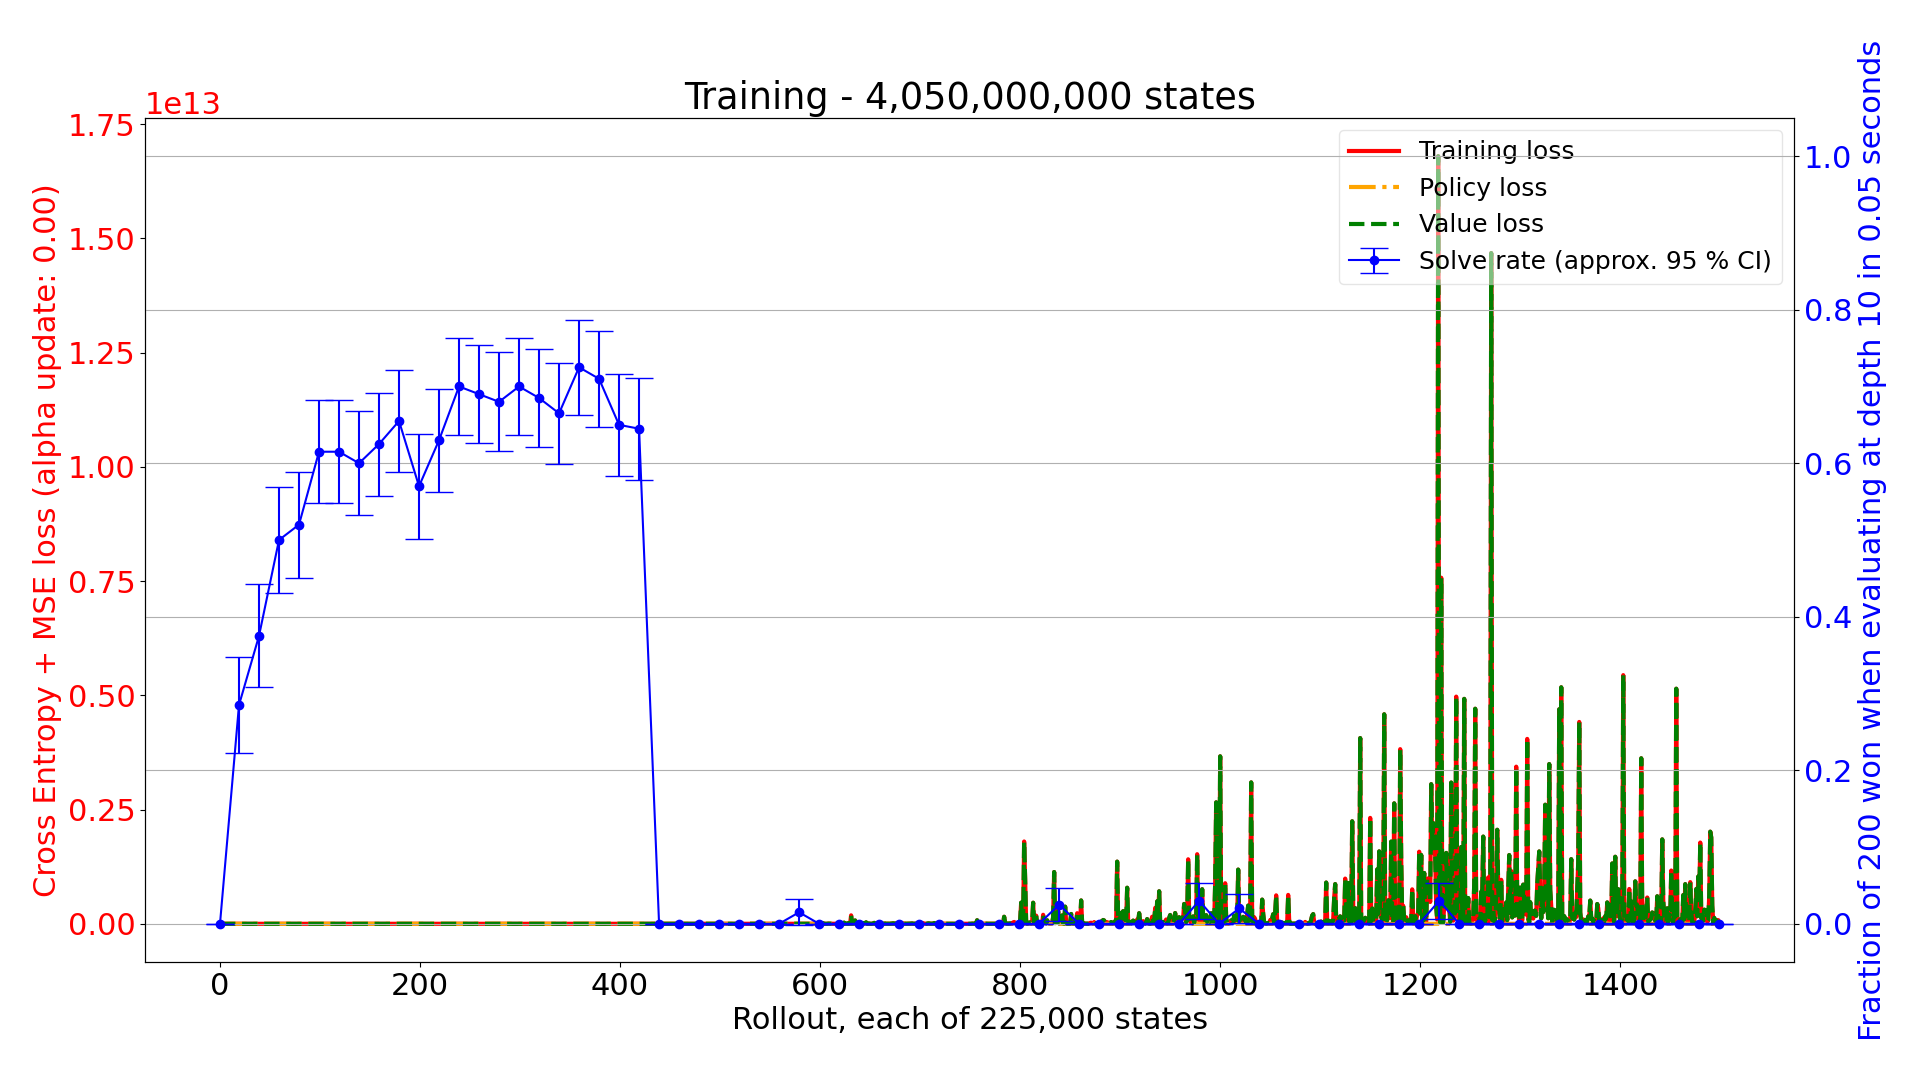 Training - 4,050,000,000 states
1e13
1.75
1.50
1.25
1.00
0.75
0.50
0.25
0.00
Cross Entropy + MSE loss (alpha update: 0.00)
Training loss
Policy loss
Value loss
Solve rate (approx. 95 % CI)
1.0
0.8
0.6
0.4
0.2
0.0
Fraction of 200 won when evaluating at depth 10 in 0.05 seconds
0 200 400 600 800 1000 1200 1400
Rollout, each of 225,000 states